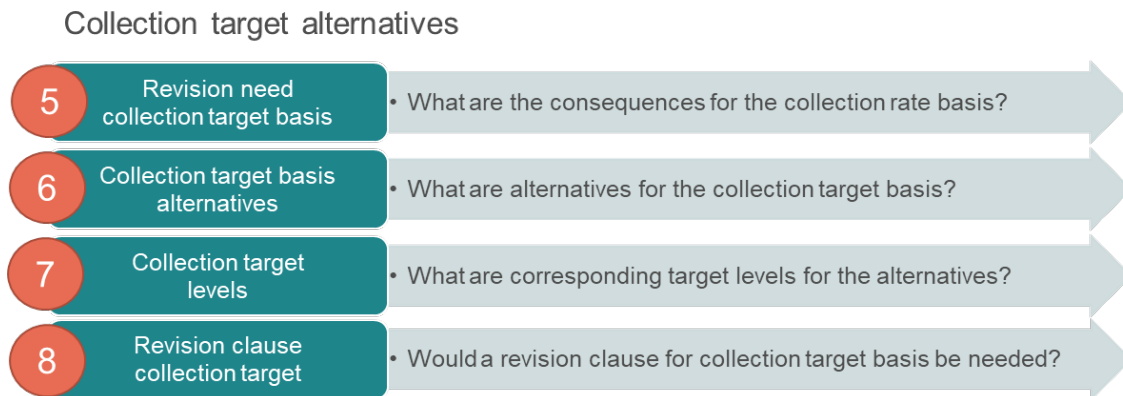 Collection target alternatives
5
Revision need
collection target basis
• What are the consequences for the collection rate basis?
6
Collection target basis
alternatives
• What are alternatives for the collection target basis?
7
Collection target
levels
• What are corresponding target levels for the alternatives?
8
Revision clause
collection target
• Would a revision clause for collection target basis be needed?